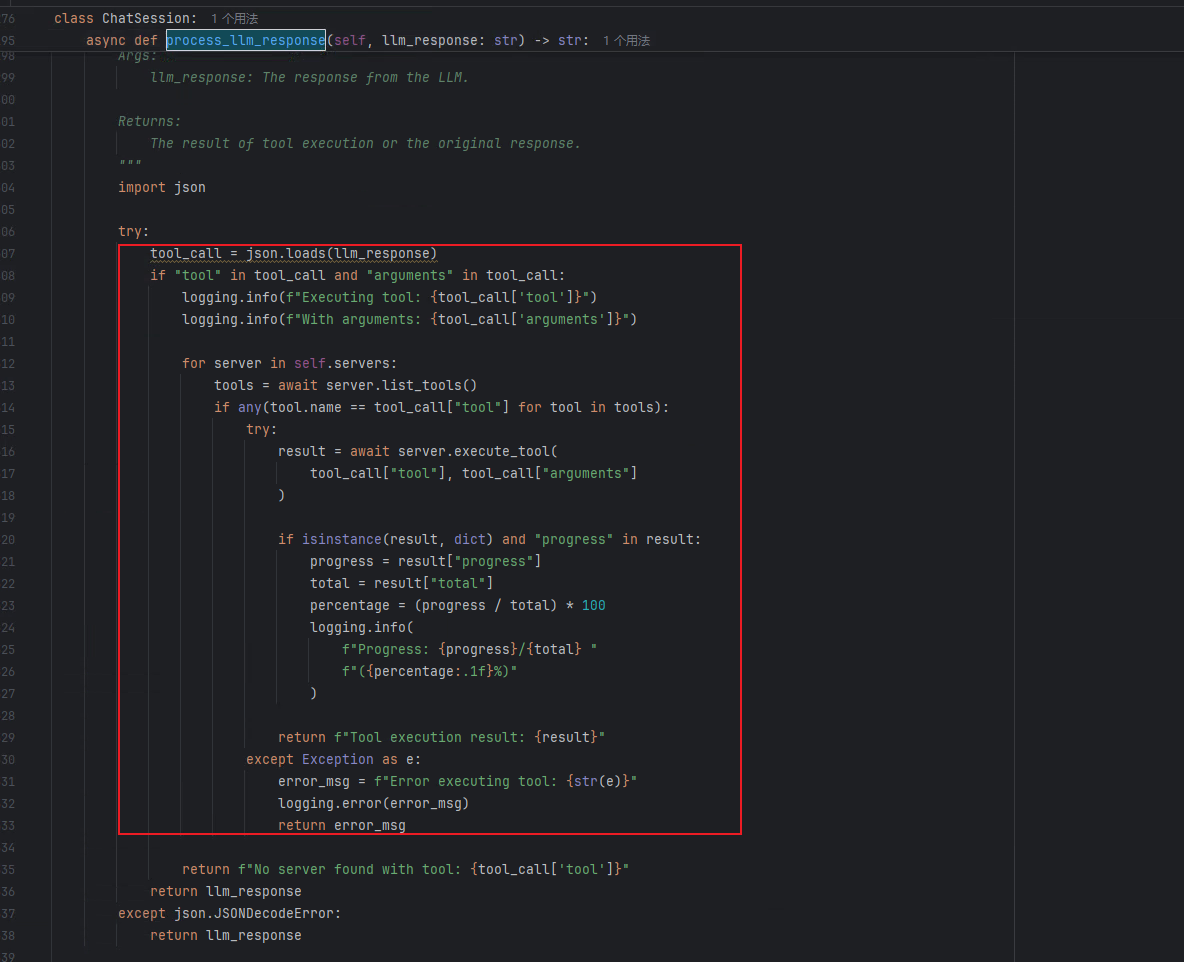 76 class ChatSession: 1 个用法
95 async def process_llm_response(self, llm_response: str) -> str: 1 个用法
98 Args:
99 llm_response: The response from the LLM.
00
01 Returns:
02 The result of tool execution or the original response.
03 """
04 import json
05
06 try:
07 tool_call = json.loads(llm_response)
08 if "tool" in tool_call and "arguments" in tool_call:
09 logging.info(f"Executing tool: {tool_call['tool']}")
10 logging.info(f"With arguments: {tool_call['arguments']}")
11
12 for server in self.servers:
13 tools = await server.list_tools()
14 if any(tool.name == tool_call["tool"] for tool in tools):
15 try:
16 result = await server.execute_tool(
17 tool_call["tool"], tool_call["arguments"]
18 )
19
20 if isinstance(result, dict) and "progress" in result:
21 progress = result["progress"]
22 total = result["total"]
23 percentage = (progress / total) * 100
24 logging.info(
25 f"Progress: {progress}/{total} "
26 f"({percentage:.1f}%)"
27 )
28
29 return f"Tool execution result: {result}"
30 except Exception as e:
31 error_msg = f"Error executing tool: {str(e)}"
32 logging.error(error_msg)
33 return error_msg
34
35 return f"No server found with tool: {tool_call['tool']}"
36 return llm_response
37 except json.JSONDecodeError:
38 return llm_response
39